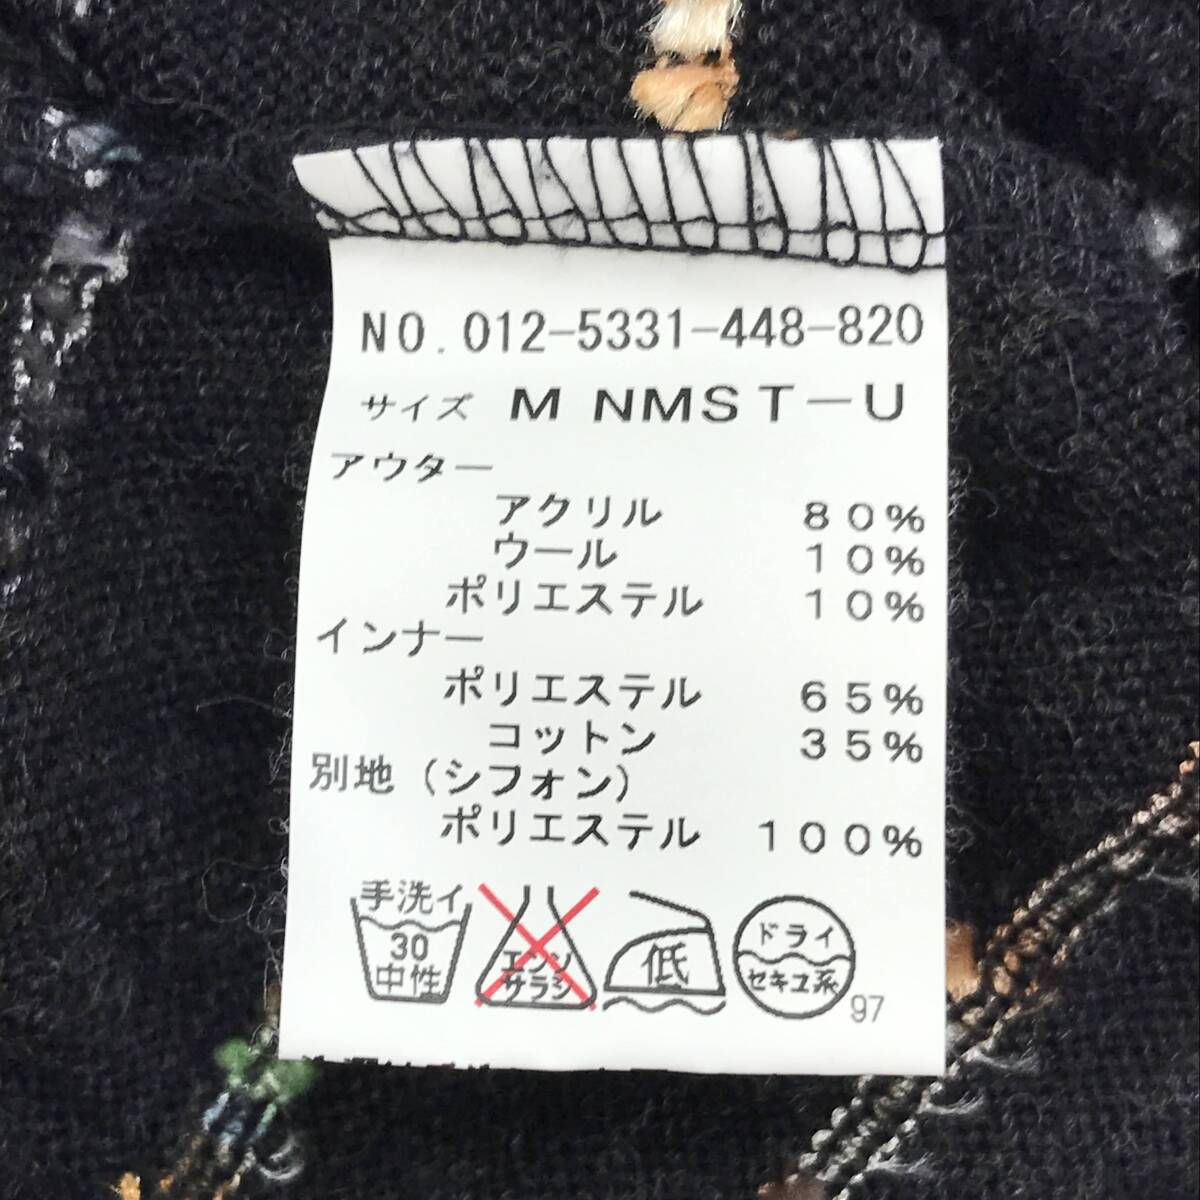 NO.012-5331-448-820
サイズ M NMST-U
アウター
アクリル 80%
ウール 10%
ポリエステル 10%
インナー
ポリエステル 65%
コットン 35%
別地(シフォン)
ポリエステル 100%
手洗イ
30
中性
エンソ
サラシ
低
ドライ
セキユ系
97